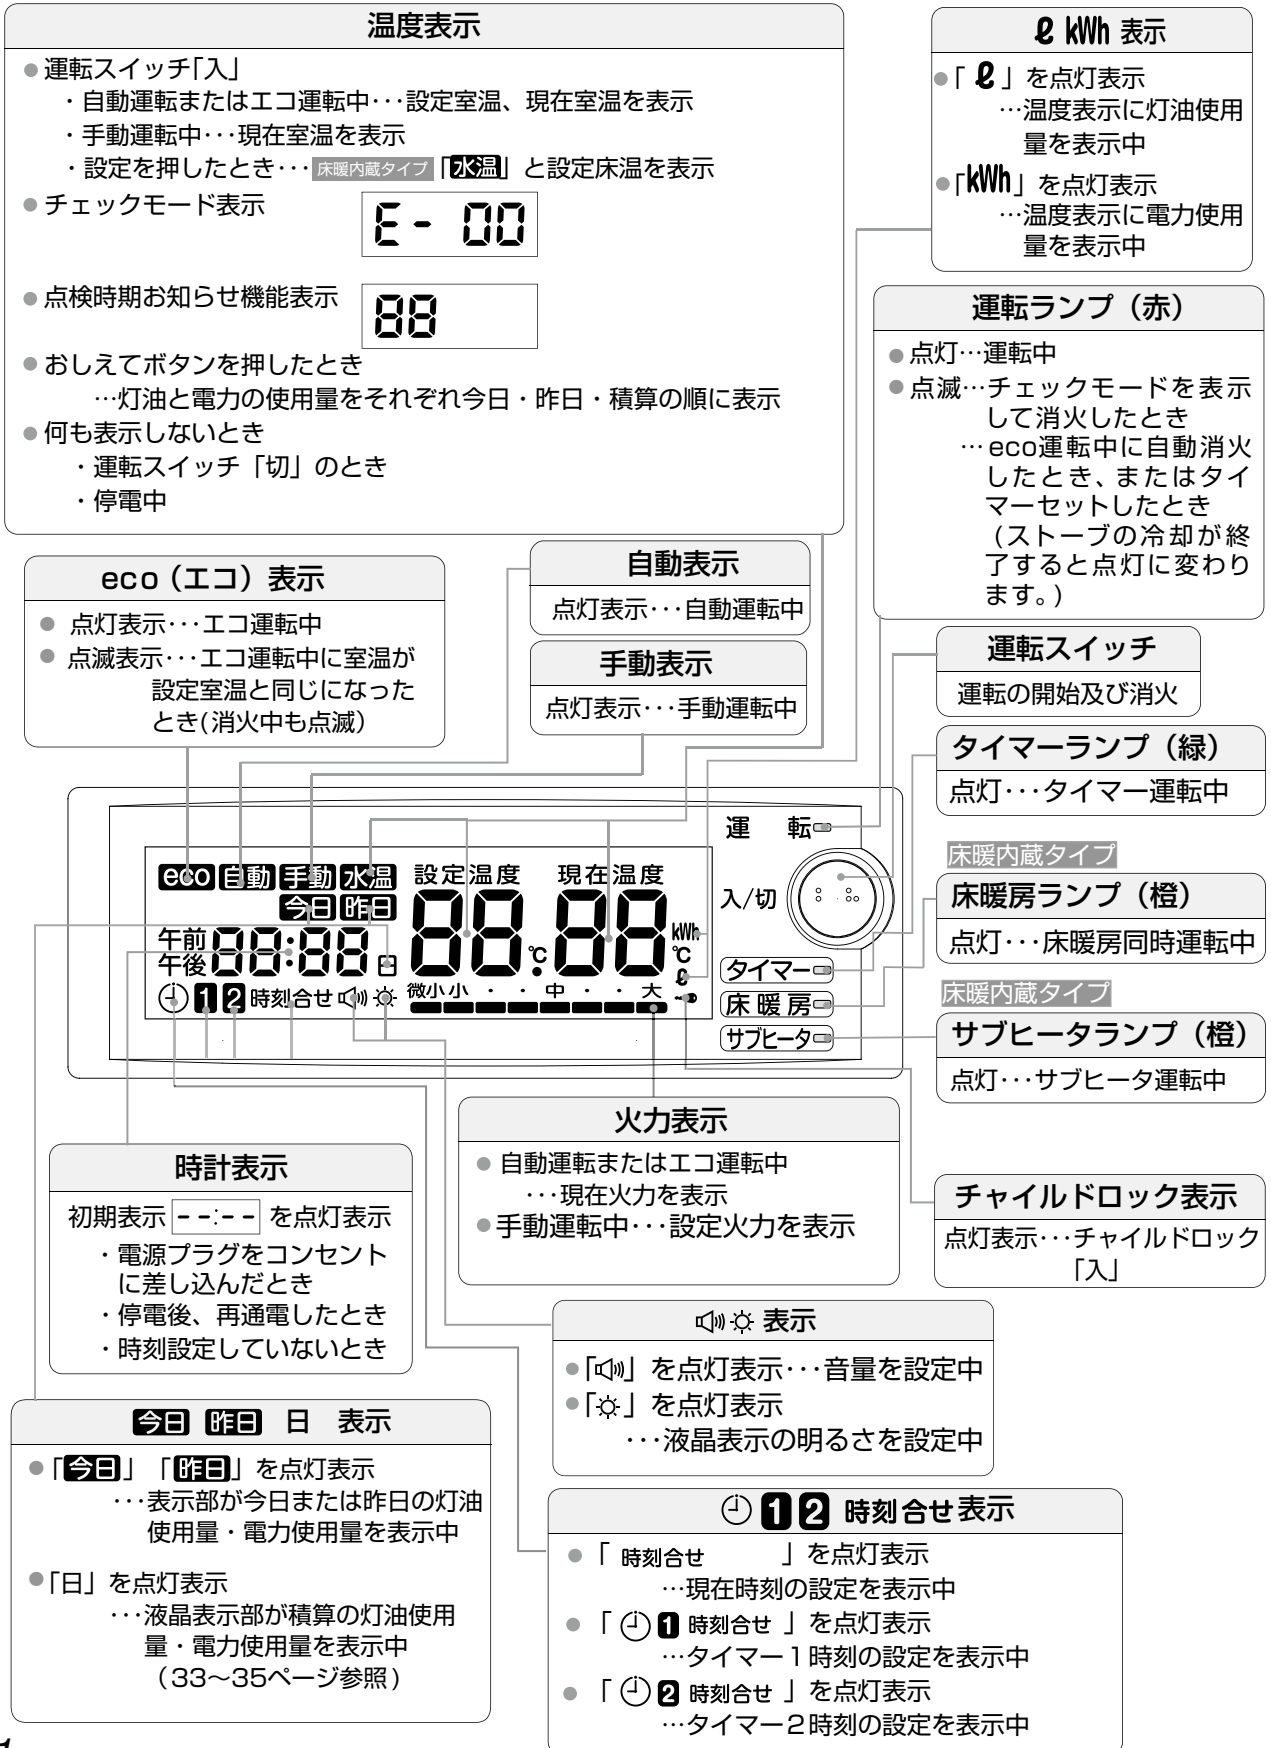 温度表示
●運転スイッチ「入」
・自動運転またはエコ運転中･･･設定室温、現在室温を表示
・手動運転中･･･現在室温を表示
・設定を押したとき･･･床暖内蔵タイプ「水温」と設定床温を表示
●チェックモード表示
E- 00
●点検時期お知らせ機能表示
88
●おしえてボタンを押したとき
…灯油と電力の使用量をそれぞれ今日・昨日・積算の順に表示
●何も表示しないとき
・運転スイッチ「切」のとき
・停電中
ℓ kWh 表示
●「ℓ」を点灯表示
…温度表示に灯油使用
量を表示中
●「kWh」を点灯表示
…温度表示に電力使用
量を表示中
運転ランプ（赤）
●点灯…運転中
●点滅…チェックモードを表示
して消火したとき
…eco運転中に自動消火
したとき、またはタイ
マーセットしたとき
(ストーブの冷却が終
了すると点灯に変わり
ます。)
eco（エコ）表示
●点灯表示･･･エコ運転中
●点滅表示･･･エコ運転中に室温が
設定室温と同じになった
とき(消火中も点滅）
自動表示
点灯表示･･･自動運転中
手動表示
点灯表示･･･手動運転中
運転スイッチ
運転の開始及び消火
タイマーランプ（緑）
点灯･･･タイマー運転中
床暖内蔵タイプ
床暖房ランプ（橙）
点灯･･･床暖房同時運転中
床暖内蔵タイプ
サブヒータランプ（橙）
点灯･･･サブヒータ運転中
運 転
eco 自動 手動 水温 設定温度 現在温度
今日 昨日
入/切
午前
午後 88:88 日 88℃.88 kWh ℃ ℓ
1 2 時刻合せ 微小 小 ・ ・ 中 ・ ・ 大
タイマー
床暖房
サブヒータ
火力表示
●自動運転またはエコ運転中
･･･現在火力を表示
●手動運転中･･･設定火力を表示
チャイルドロック表示
点灯表示･･･チャイルドロック
「入」
時計表示
初期表示 --:-- を点灯表示
・電源プラグをコンセント
に差し込んだとき
・停電後、再通電したとき
・時刻設定していないとき
表示
●「」を点灯表示･･･音量を設定中
●「」を点灯表示
･･･液晶表示の明るさを設定中
今日 昨日 日 表示
●「今日」「昨日」を点灯表示
･･･表示部が今日または昨日の灯油
使用量・電力使用量を表示中
●「日」を点灯表示
･･･液晶表示部が積算の灯油使用
量・電力使用量を表示中
（33～35ページ参照）
1 2 時刻合せ表示
●「時刻合せ 」を点灯表示
…現在時刻の設定を表示中
●「1 時刻合せ 」を点灯表示
…タイマー1時刻の設定を表示中
●「2 時刻合せ 」を点灯表示
…タイマー2時刻の設定を表示中